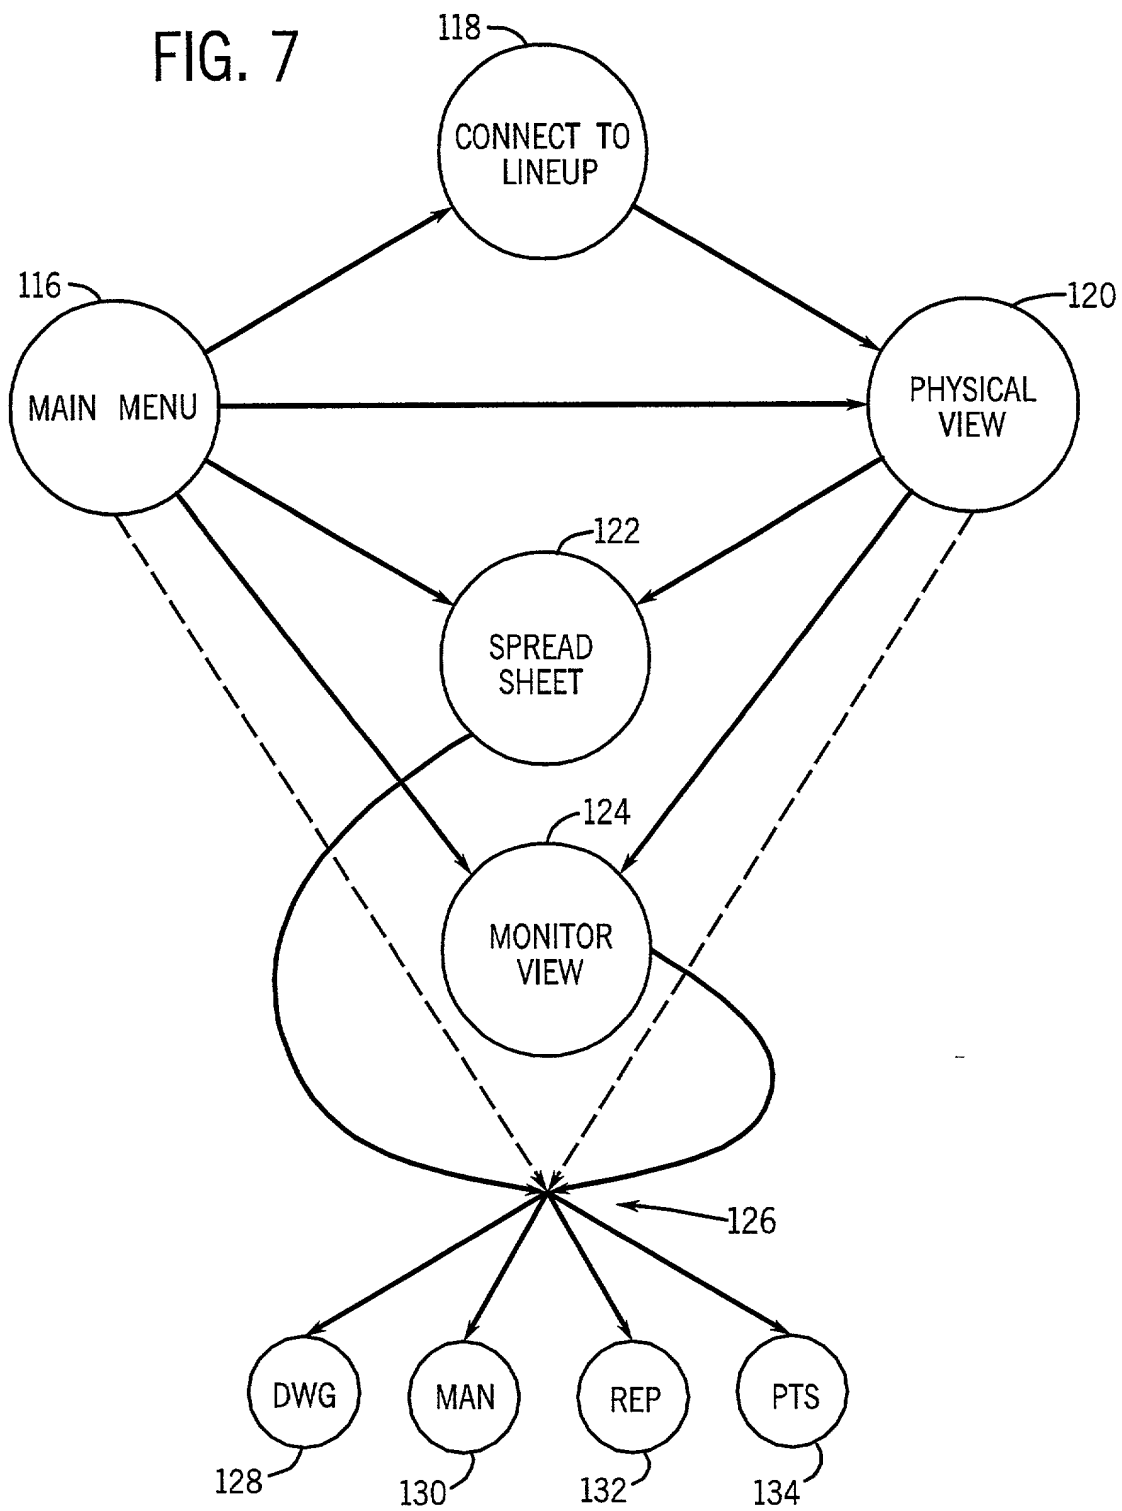 FIG. 7
118
CONNECT TO
LINEUP
116
MAIN MENU
120
PHYSICAL
VIEW
122
SPREAD
SHEET
124
MONITOR
VIEW
126
DWG
MAN
REP
PTS
128
130
132
134